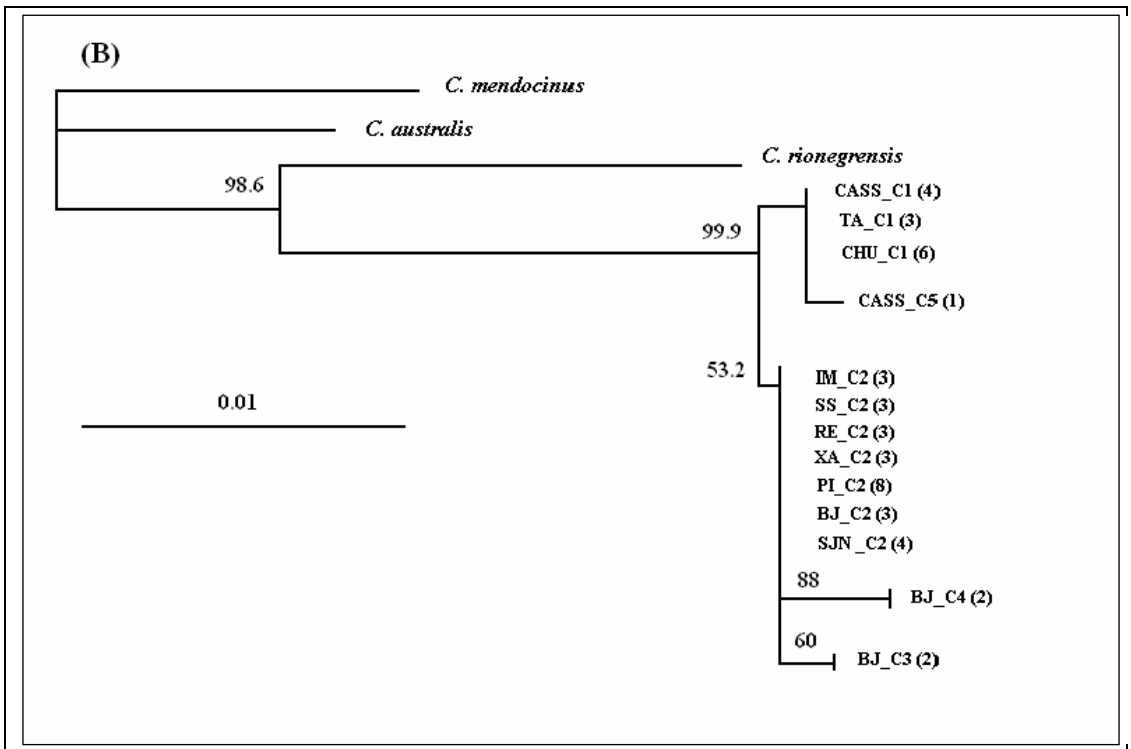 (B)
C. mendocinus
C. australis
C. rionegrensis
98.6
CASS_C1 (4)
TA_C1 (3)
99.9
CHU_C1 (6)
CASS_C5 (1)
53.2
IM_C2 (3)
0.01
SS_C2 (3)
RE_C2 (3)
XA_C2 (3)
PI_C2 (8)
BJ_C2 (3)
SJN _C2 (4)
88
BJ_C4 (2)
60
BJ_C3 (2)